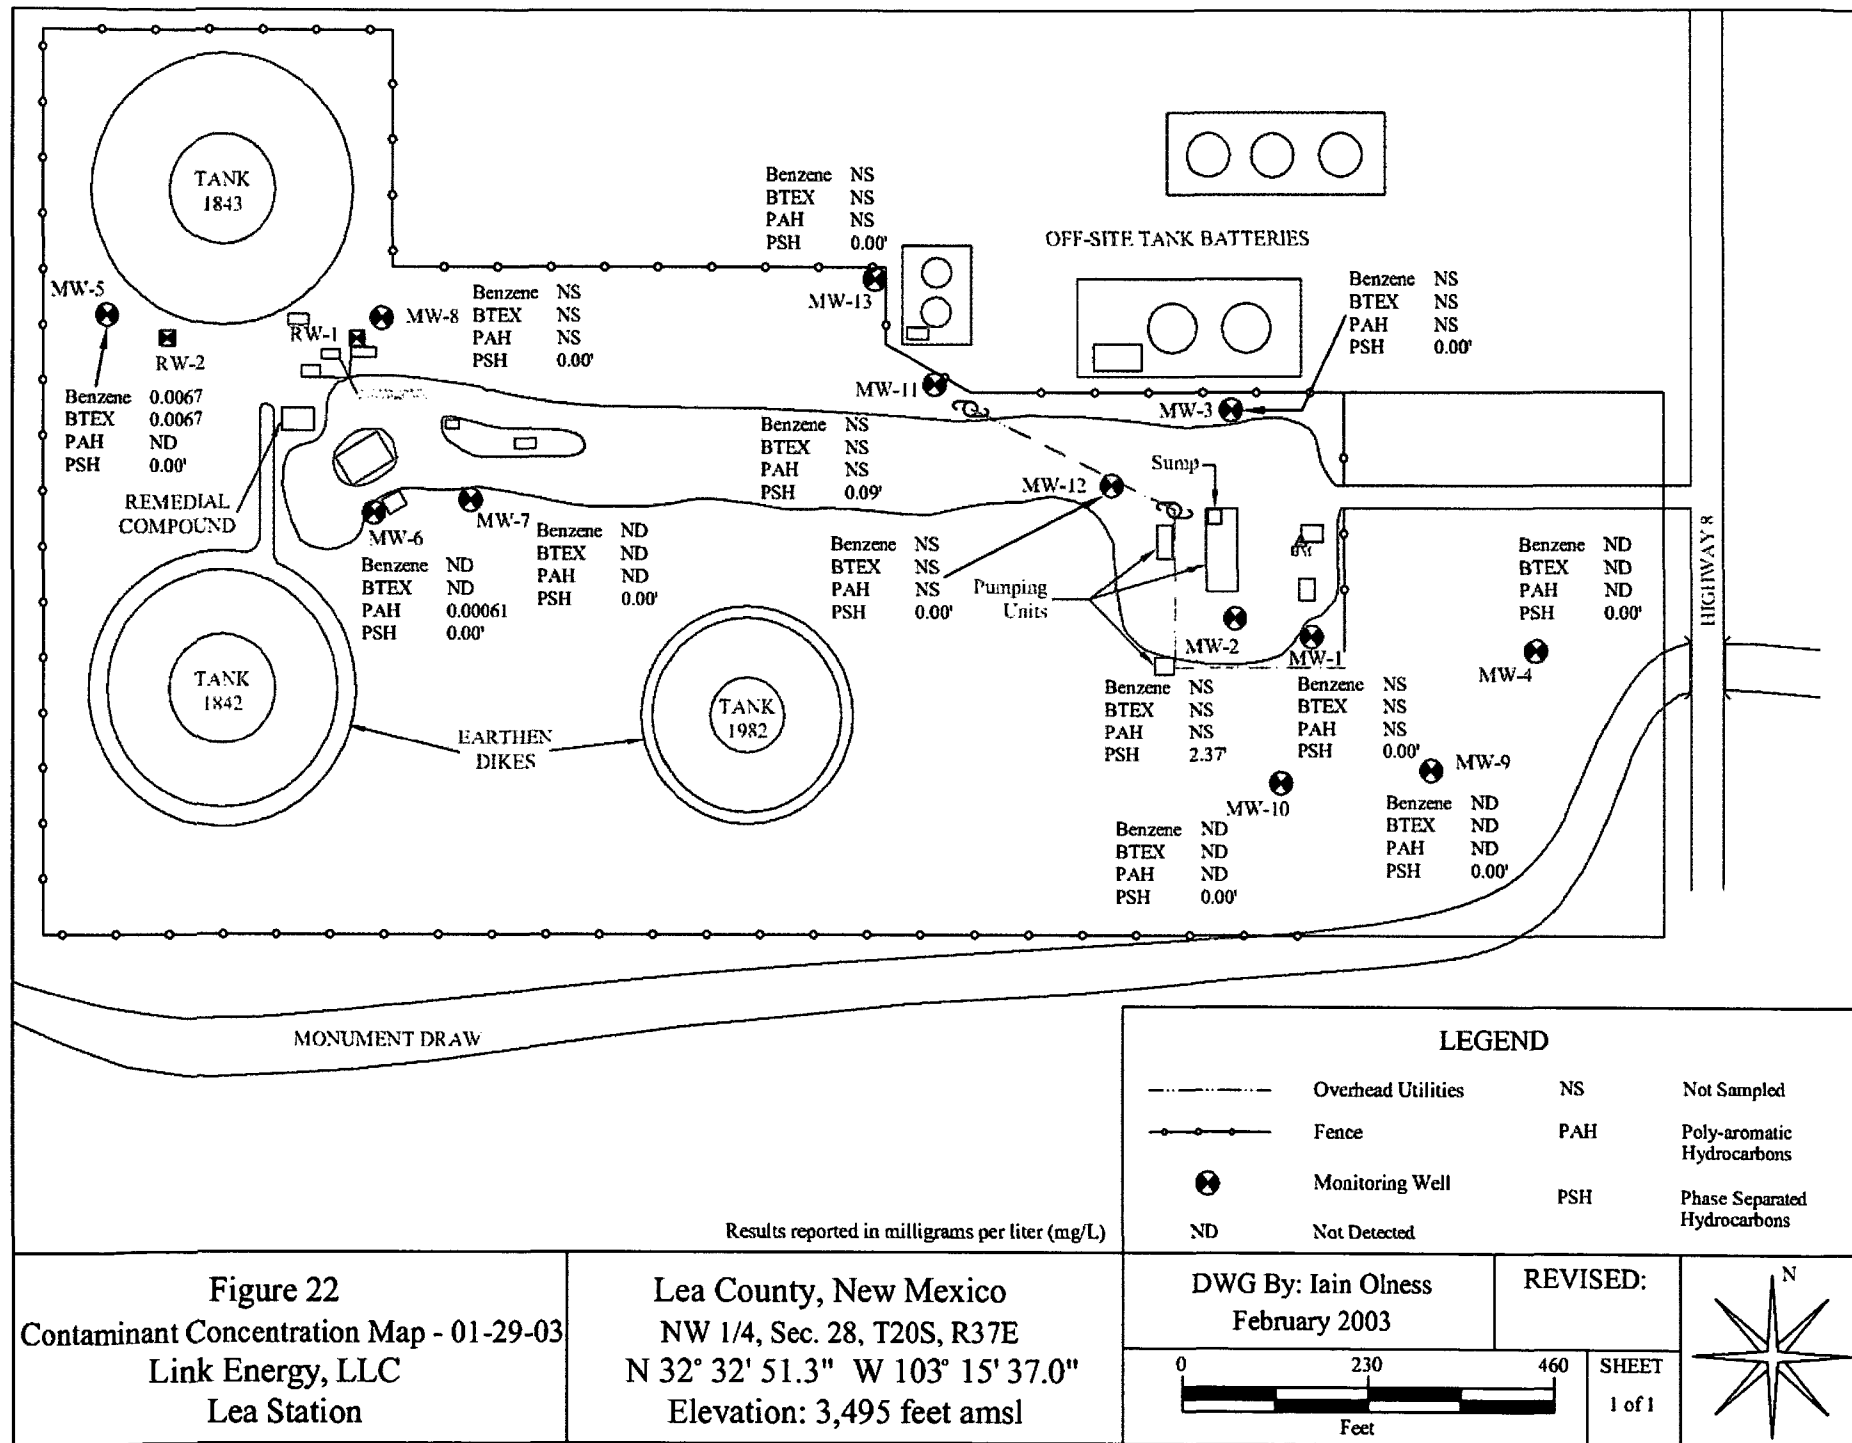 TANK
1843
Benzene NS
BTEX NS
PAH NS
PSH 0.00'
OFF-SITE TANK BATTERIES
MW-5
RW-2
RW-1
MW-8
Benzene NS
BTEX NS
PAH NS
PSH 0.00'
MW-13
Benzene NS
BTEX NS
PAH NS
PSH 0.00'
Benzene 0.0067
BTEX 0.0067
PAH ND
PSH 0.00'
MW-11
MW-3
Benzene NS
BTEX NS
PAH NS
PSH 0.09'
Sump
MW-12
REMEDIAL
COMPOUND
MW-6
MW-7
Benzene ND
BTEX ND
PAH 0.00061
PSH 0.00'
Benzene ND
BTEX ND
PAH ND
PSH 0.00'
Benzene NS
BTEX NS
PAH NS
PSH 0.00'
Pumping
Units
MW-2
MW-1
Benzene ND
BTEX ND
PAH ND
PSH 0.00'
MW-4
HIGHWAY 8
TANK
1842
EARTHEN
DIKES
TANK
1982
Benzene NS
BTEX NS
PAH NS
PSH 2.37'
Benzene NS
BTEX NS
PAH NS
PSH 0.00'
MW-9
MW-10
Benzene ND
BTEX ND
PAH ND
PSH 0.00'
Benzene ND
BTEX ND
PAH ND
PSH 0.00'
MONUMENT DRAW
LEGEND
Overhead Utilities NS Not Sampled
Fence PAH Poly-aromatic
Hydrocarbons
Monitoring Well PSH Phase Separated
Hydrocarbons
ND Not Detected
Results reported in milligrams per liter (mg/L)
Figure 22
Contaminant Concentration Map - 01-29-03
Link Energy, LLC
Lea Station
Lea County, New Mexico
NW 1/4, Sec. 28, T20S, R37E
N 32° 32' 51.3" W 103° 15' 37.0"
Elevation: 3,495 feet amsl
DWG By: Iain Olness
February 2003
REVISED:
0 230 460
Feet
SHEET
1 of 1
N